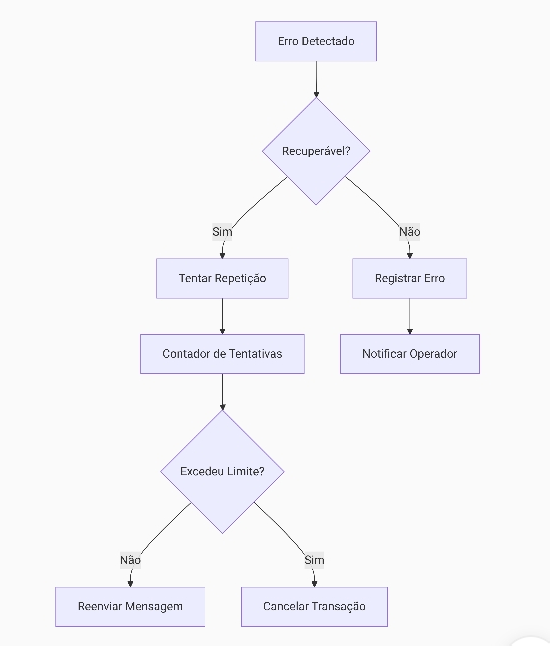 Erro Detectado
Recuperável?
Sim
Não
Tentar Repetição
Registrar Erro
Contador de Tentativas
Notificar Operador
Excedeu Limite?
Não
Sim
Reenviar Mensagem
Cancelar Transação